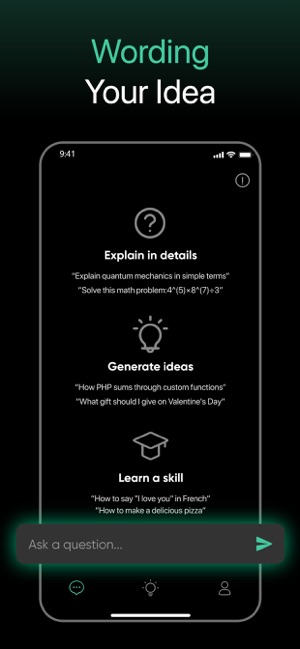 Wording
Your Idea
9:41
Explain in details
“Explain quantum mechanics in simple terms”
“Solve this math problem:4^(5)×8^(7)÷3”
Generate ideas
“How PHP sums through custom functions”
“What gift should I give on Valentine's Day”
Learn a skill
“How to say “I love you” in French”
“How to make a delicious pizza”
Ask a question...